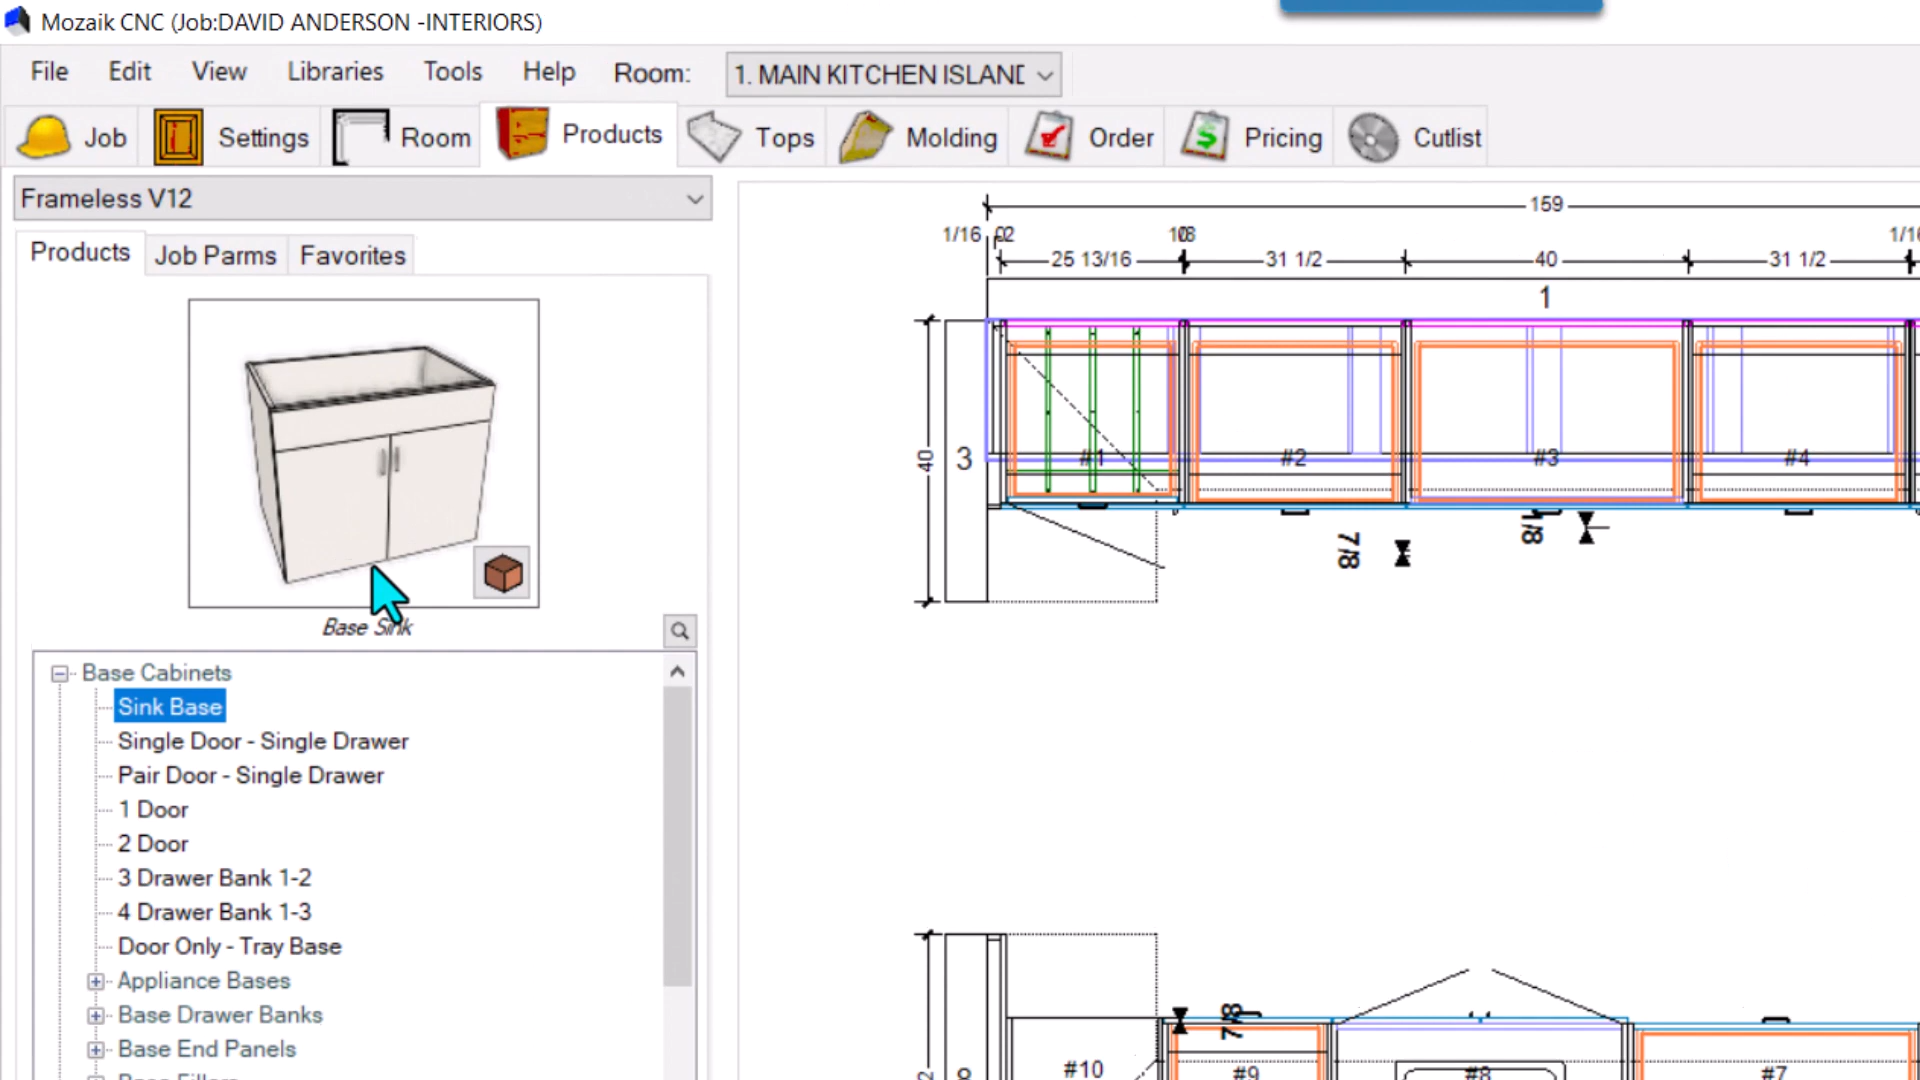 Mozaik CNC (Job:DAVID ANDERSON -INTERIORS)
File Edit View Libraries Tools Help Room: 1. MAIN KITCHEN ISLAND
Job Settings Room Products Tops Molding Order Pricing Cutlist
Frameless V12
Products Job Parms Favorites
Base Sink
Base Cabinets
Sink Base
Single Door - Single Drawer
Pair Door - Single Drawer
1 Door
2 Door
3 Drawer Bank 1-2
4 Drawer Bank 1-3
Door Only - Tray Base
Appliance Bases
Base Drawer Banks
Base End Panels
159
1/16
25 13/16 31 1/2 40 31 1/2
1
40 3 #1 #2 #3 #4
7/8 1/8
7/8
#10 #9 #8 #7